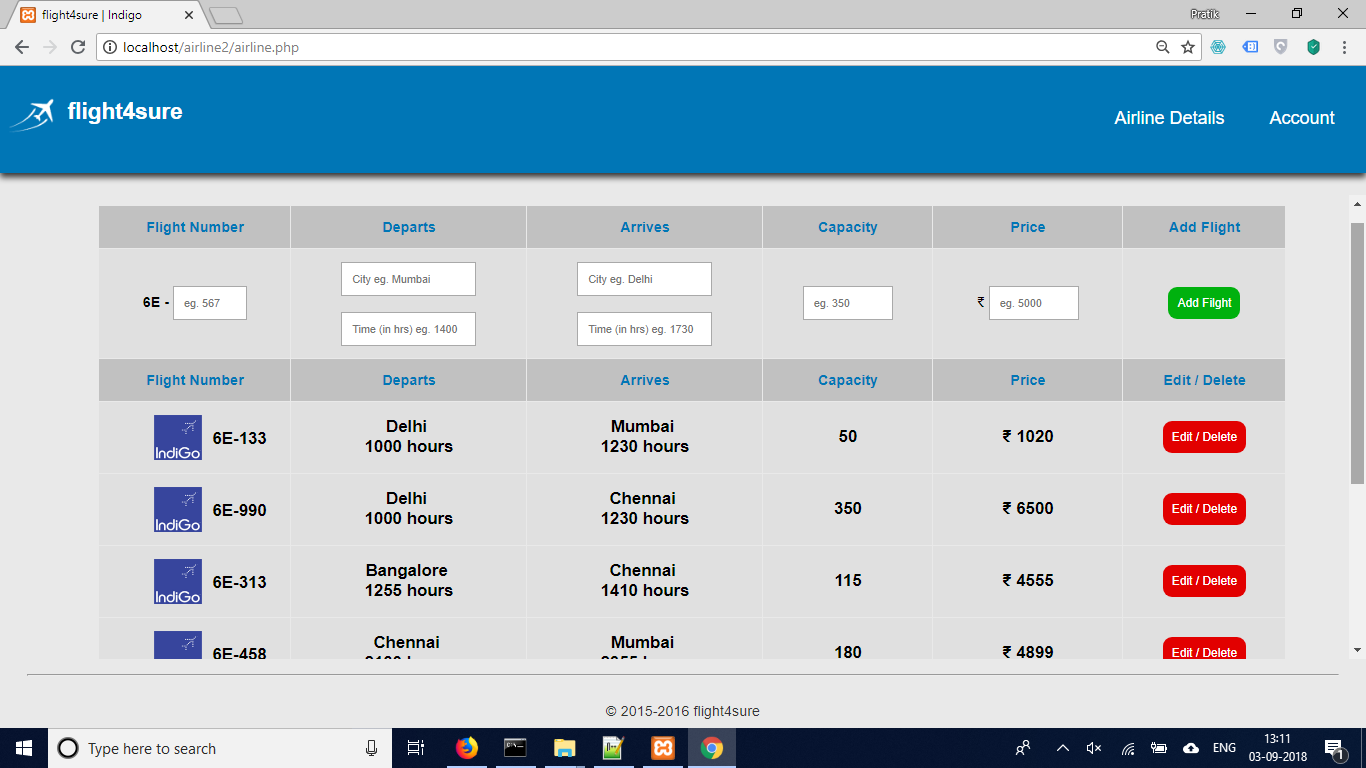 flight4sure | Indigo
Pratik
localhost/airline2/airline.php
flight4sure
Airline Details
Account
Flight Number Departs Arrives Capacity Price Add Flight
City eg. Mumbai City eg. Delhi
6E - eg. 567 eg. 350 ₹ eg. 5000 Add Filght
Time (in hrs) eg. 1400 Time (in hrs) eg. 1730
Flight Number Departs Arrives Capacity Price Edit / Delete
Delhi Mumbai
IndiGo 6E-133 50 ₹ 1020 Edit / Delete
1000 hours 1230 hours
Delhi Chennai
IndiGo 6E-990 350 ₹ 6500 Edit / Delete
1000 hours 1230 hours
Bangalore Chennai
IndiGo 6E-313 115 ₹ 4555 Edit / Delete
1255 hours 1410 hours
Chennai Mumbai
6E-458 180 ₹ 4899 Edit / Delete
© 2015-2016 flight4sure
Type here to search
ENG
13:11
03-09-2018
1